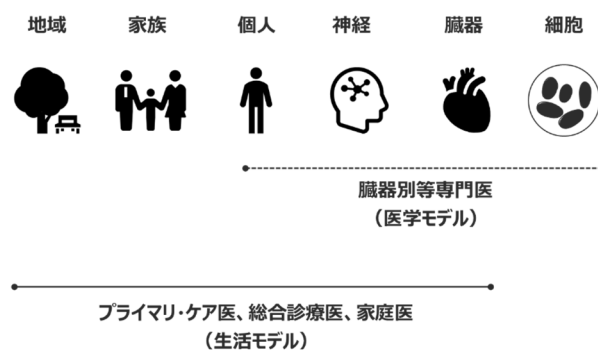 地域 家族 個人 神経 臓器 細胞
臓器別等専門医
（医学モデル）
プライマリ・ケア医、総合診療医、家庭医
（生活モデル）